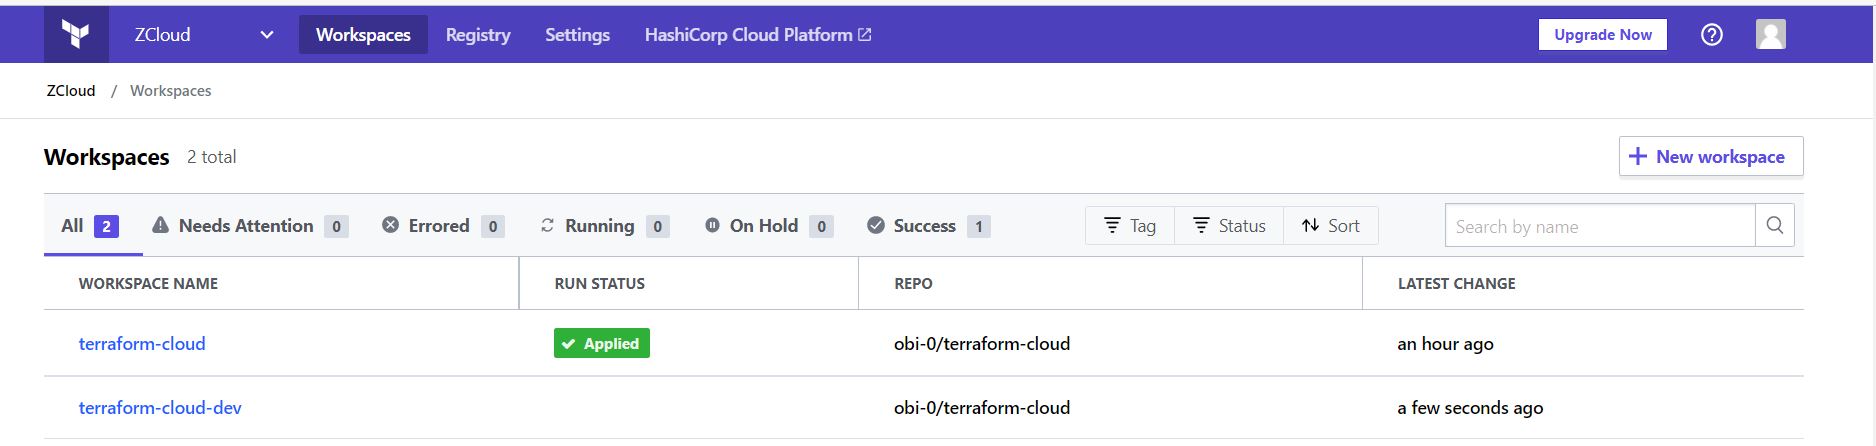 ZCloud Workspaces Registry Settings HashiCorp Cloud Platform Upgrade Now
ZCloud / Workspaces
Workspaces 2 total + New workspace
All 2 Needs Attention 0 Errored 0 Running 0 On Hold 0 Success 1 Tag Status Sort Search by name
WORKSPACE NAME RUN STATUS REPO LATEST CHANGE
terraform-cloud Applied obi-0/terraform-cloud an hour ago
terraform-cloud-dev obi-0/terraform-cloud a few seconds ago